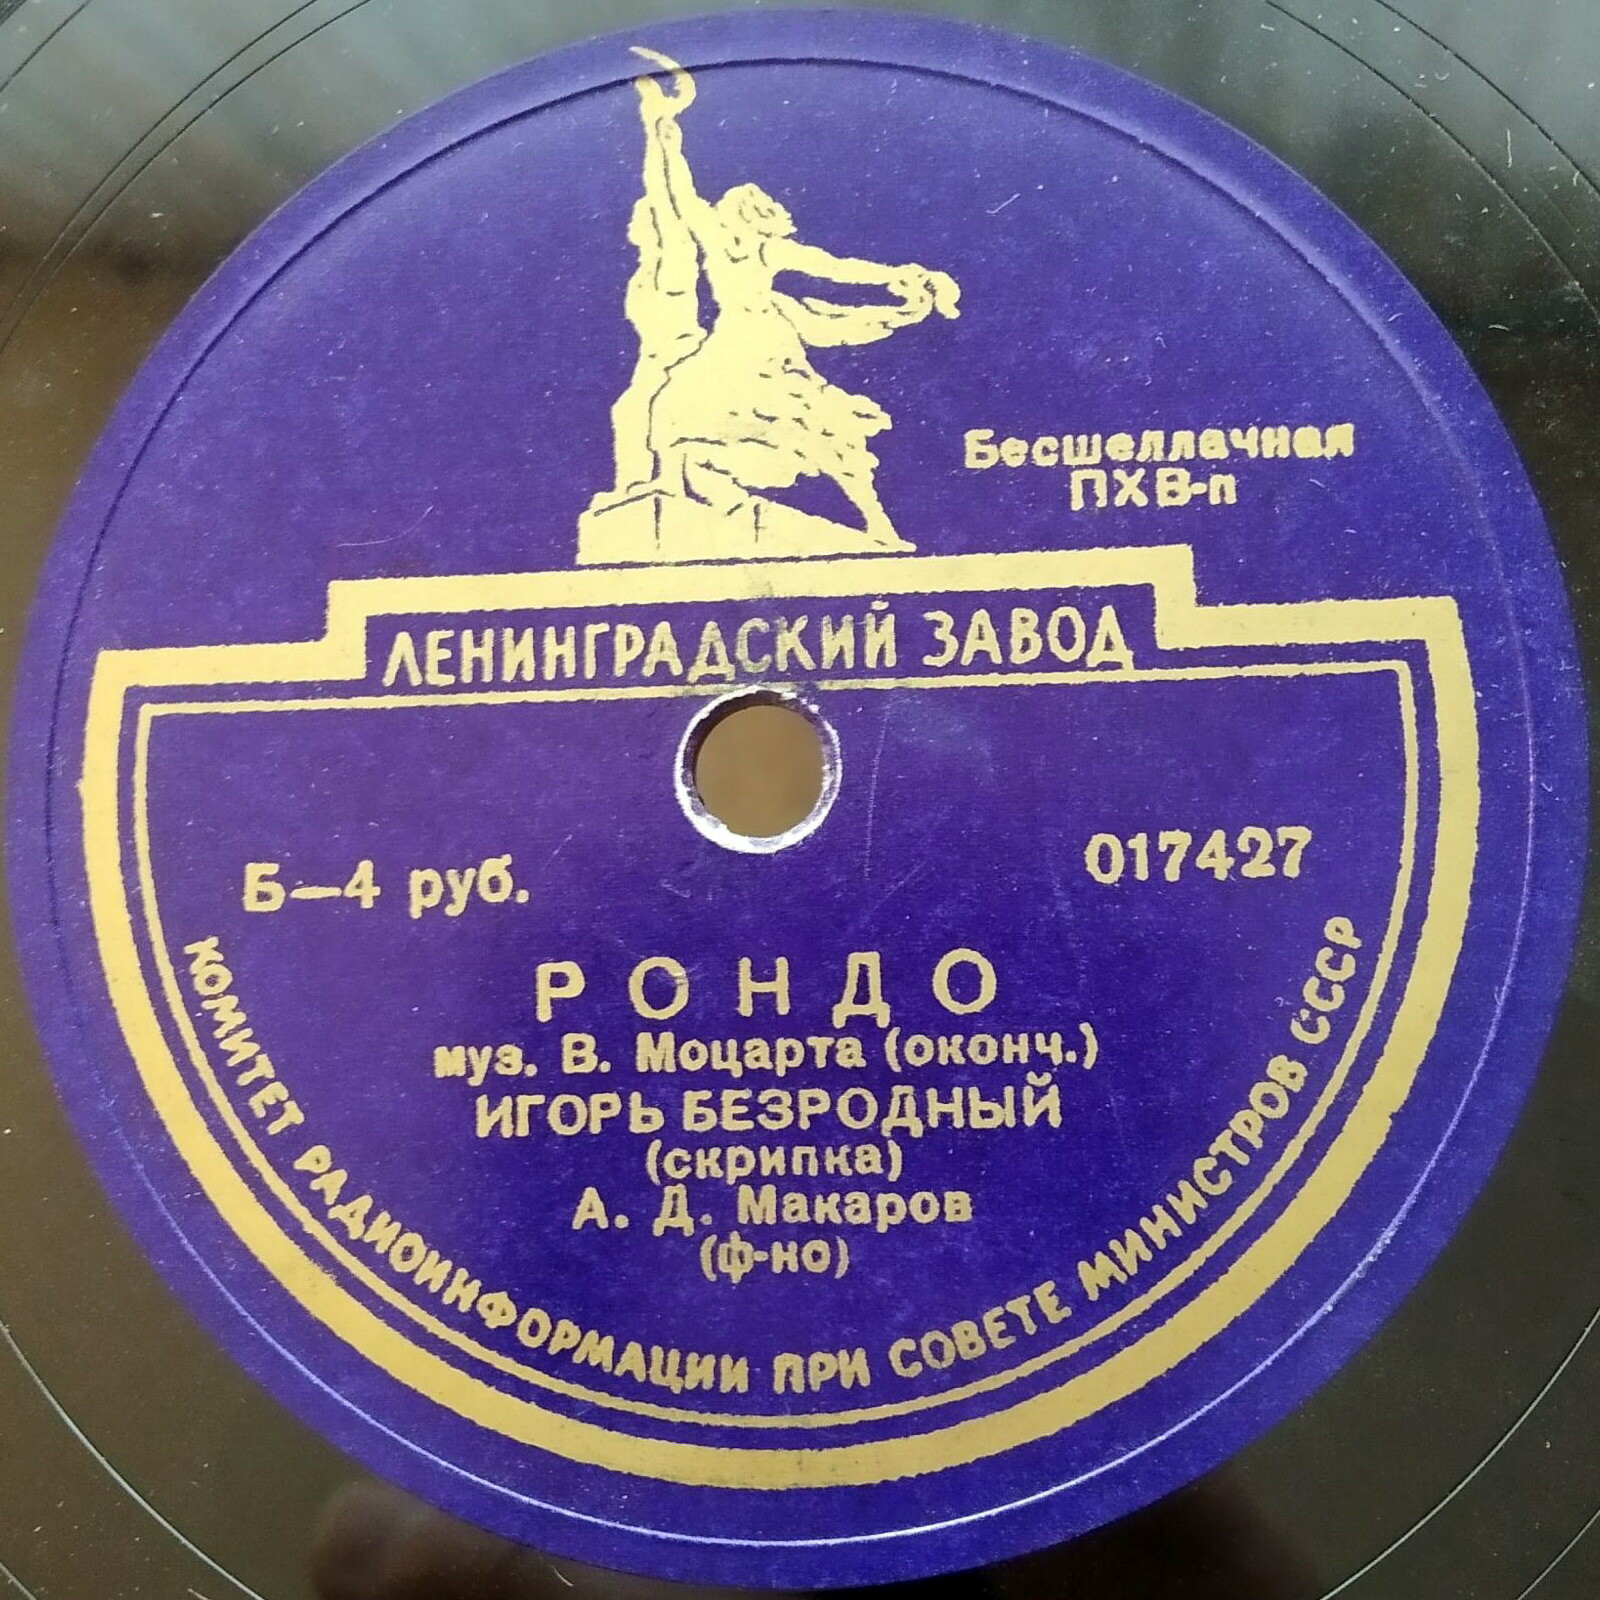 Бесшеллачная
ПХВ-п
ЛЕНИНГРАДСКИЙ ЗАВОД
Б—4 руб.
017427
РОНДО
муз. В. Моцарта (оконч.)
ИГОРЬ БЕЗРОДНЫЙ
(скрипка)
А. Д. Макаров
(ф-но)
КОМИТЕТ РАДИОИНФОРМАЦИИ ПРИ СОВЕТЕ МИНИСТРОВ СССР